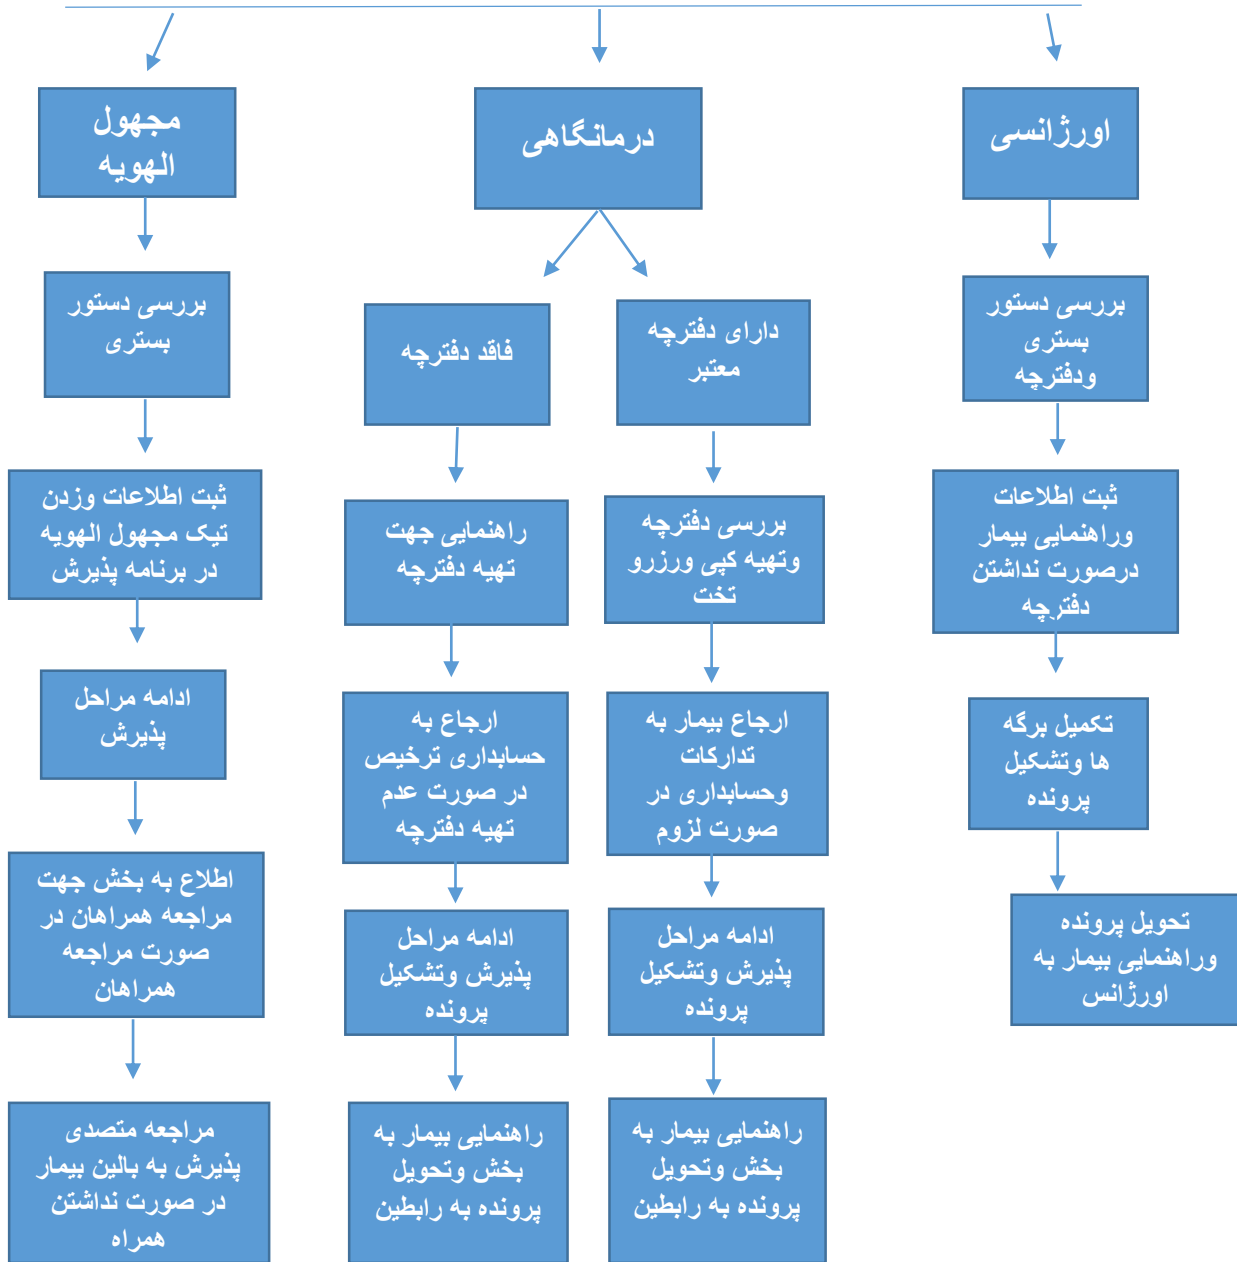 اورژانسی
بررسی دستور
بستری
ودفترچه
ثبت اطلاعات
وراهنمایی بیمار
درصورت نداشتن
دفترچه
تکمیل برگه
ها وتشکیل
پرونده
تحویل پرونده
وراهنمایی بیمار به
اورژانس
درمانگاهی
دارای دفترچه
معتبر
بررسی دفترچه
وتهیه کپی ورزرو
تخت
ارجاع بیمار به
تدارکات
وحسابداری در
صورت لزوم
ادامه مراحل
پذیرش وتشکیل
پرونده
راهنمایی بیمار به
بخش وتحویل
پرونده به رابطین
فاقد دفترچه
راهنمایی جهت
تهیه دفترچه
ارجاع به
حسابداری ترخیص
در صورت عدم
تهیه دفترچه
ادامه مراحل
پذیرش وتشکیل
پرونده
راهنمایی بیمار به
بخش وتحویل
پرونده به رابطین
مجهول
الهویه
بررسی دستور
بستری
ثبت اطلاعات وزدن
تیک مجهول الهویه
در برنامه پذیرش
ادامه مراحل
پذیرش
اطلاع به بخش جهت
مراجعه همراهان در
صورت مراجعه
همراهان
مراجعه متصدی
پذیرش به بالین بیمار
در صورت نداشتن
همراه